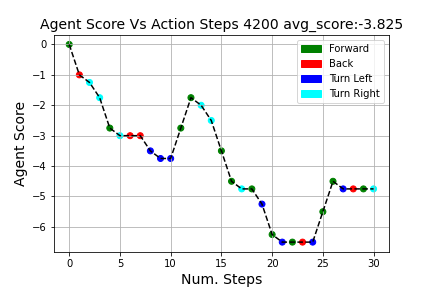 Agent Score Vs Action Steps 4200 avg_score:-3.825
Forward
Back
Turn Left
Turn Right
Agent Score
0
−1
−2
−3
−4
−5
−6
0 5 10 15 20 25 30
Num. Steps